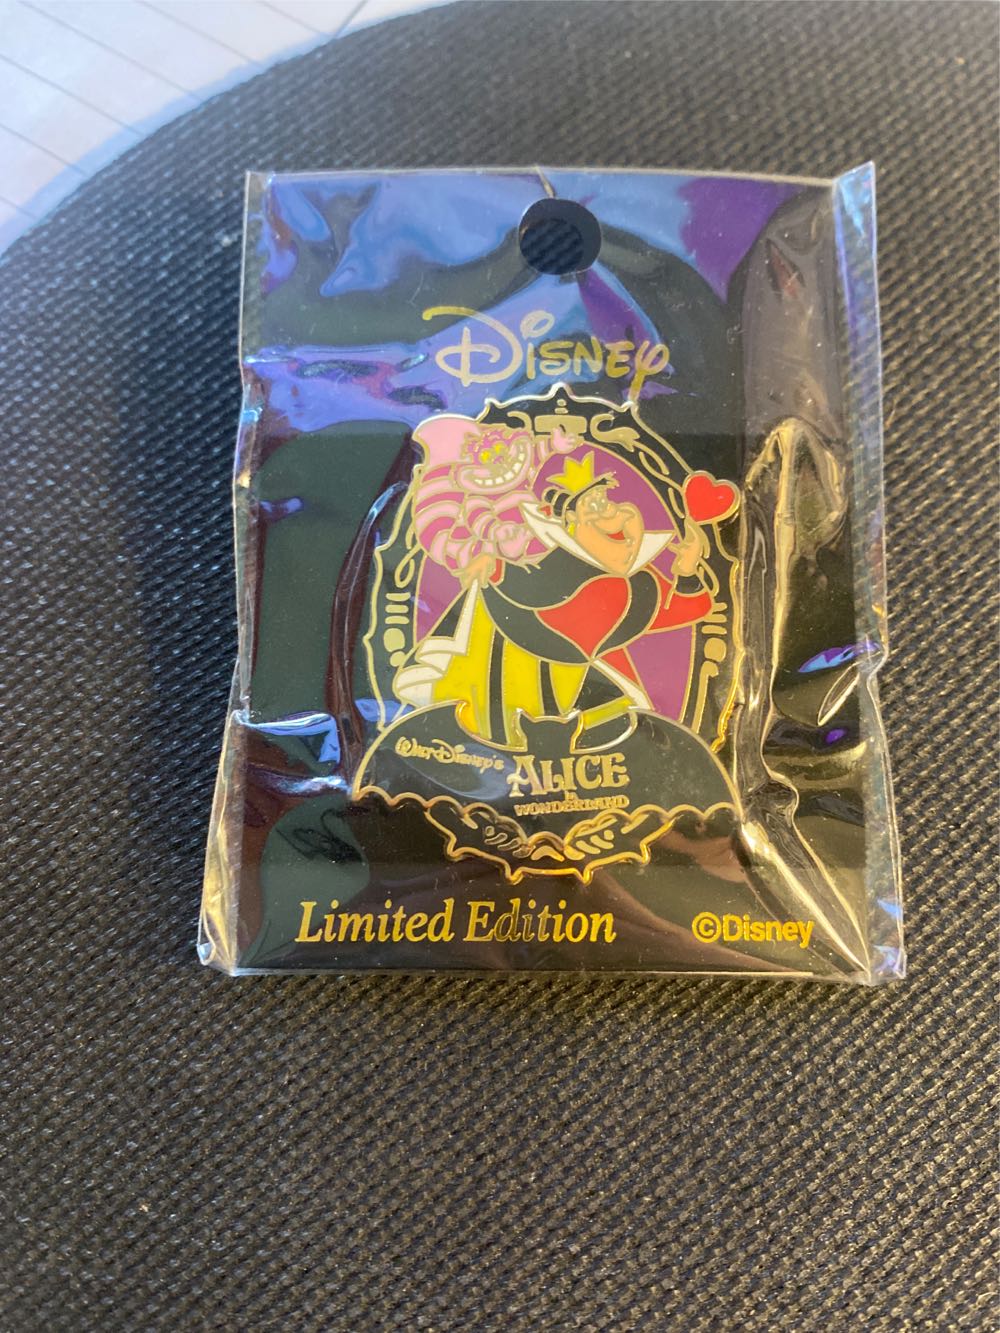 Disney
Walt Disney's
ALICE
in
WONDERLAND
Limited Edition
©Disney